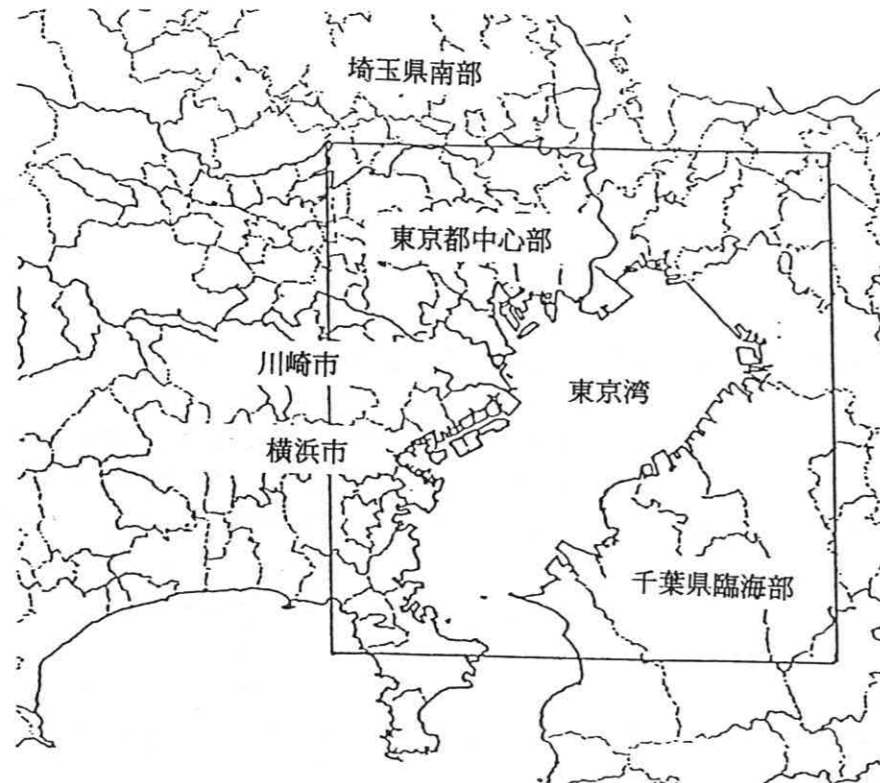 埼玉県南部
東京都中心部
川崎市
東京湾
横浜市
千葉県臨海部